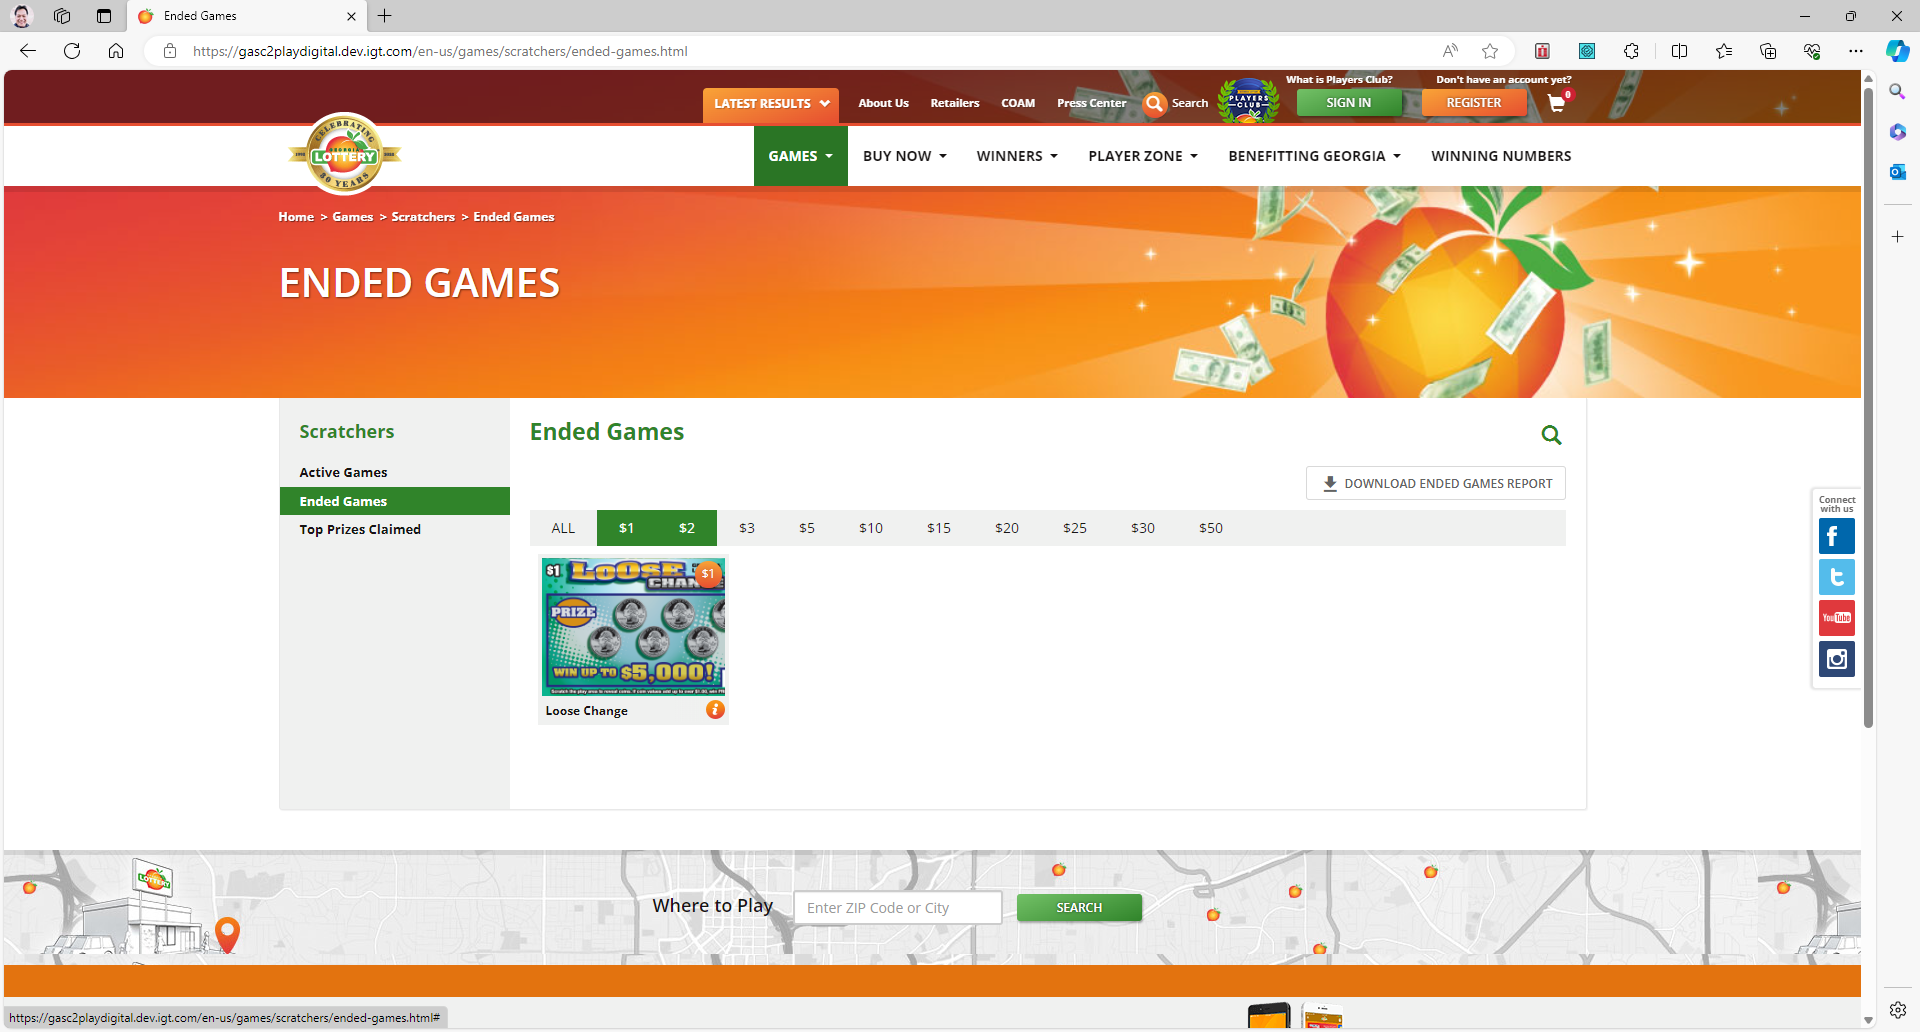 Ended Games
https://gasc2playdigital.dev.igt.com/en-us/games/scratchers/ended-games.html
What is Players Club?
Don't have an account yet?
LATEST RESULTS
About Us
Retailers
COAM
Press Center
Search
PLAYERS
CLUB
SIGN IN
REGISTER
0
CELEBRATING
GEORGIA
LOTTERY
30 YEARS
GAMES
BUY NOW
WINNERS
PLAYER ZONE
BENEFITTING GEORGIA
WINNING NUMBERS
Home > Games > Scratchers > Ended Games
ENDED GAMES
Scratchers
Active Games
Ended Games
Top Prizes Claimed
Ended Games
DOWNLOAD ENDED GAMES REPORT
ALL $1 $2 $3 $5 $10 $15 $20 $25 $30 $50
$1 LOOSE
CHAN
$1
PRIZE
WIN UP TO $5,000!
Loose Change
i
Connect
with us
f
t
YouTube
LOTTERY
Where to Play
Enter ZIP Code or City
SEARCH
https://gasc2playdigital.dev.igt.com/en-us/games/scratchers/ended-games.html#